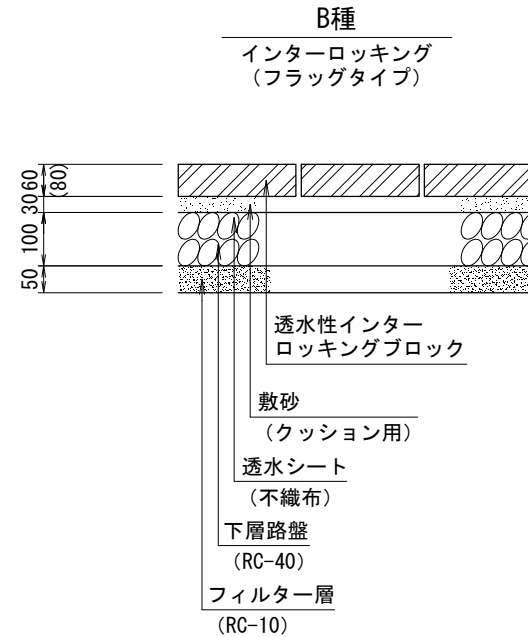 B種
インターロッキング
（フラッグタイプ）
60
(80)
30
100
50
透水性インター
ロッキングブロック
敷砂
（クッション用）
透水シート
（不織布）
下層路盤
(RC-40)
フィルター層
(RC-10)